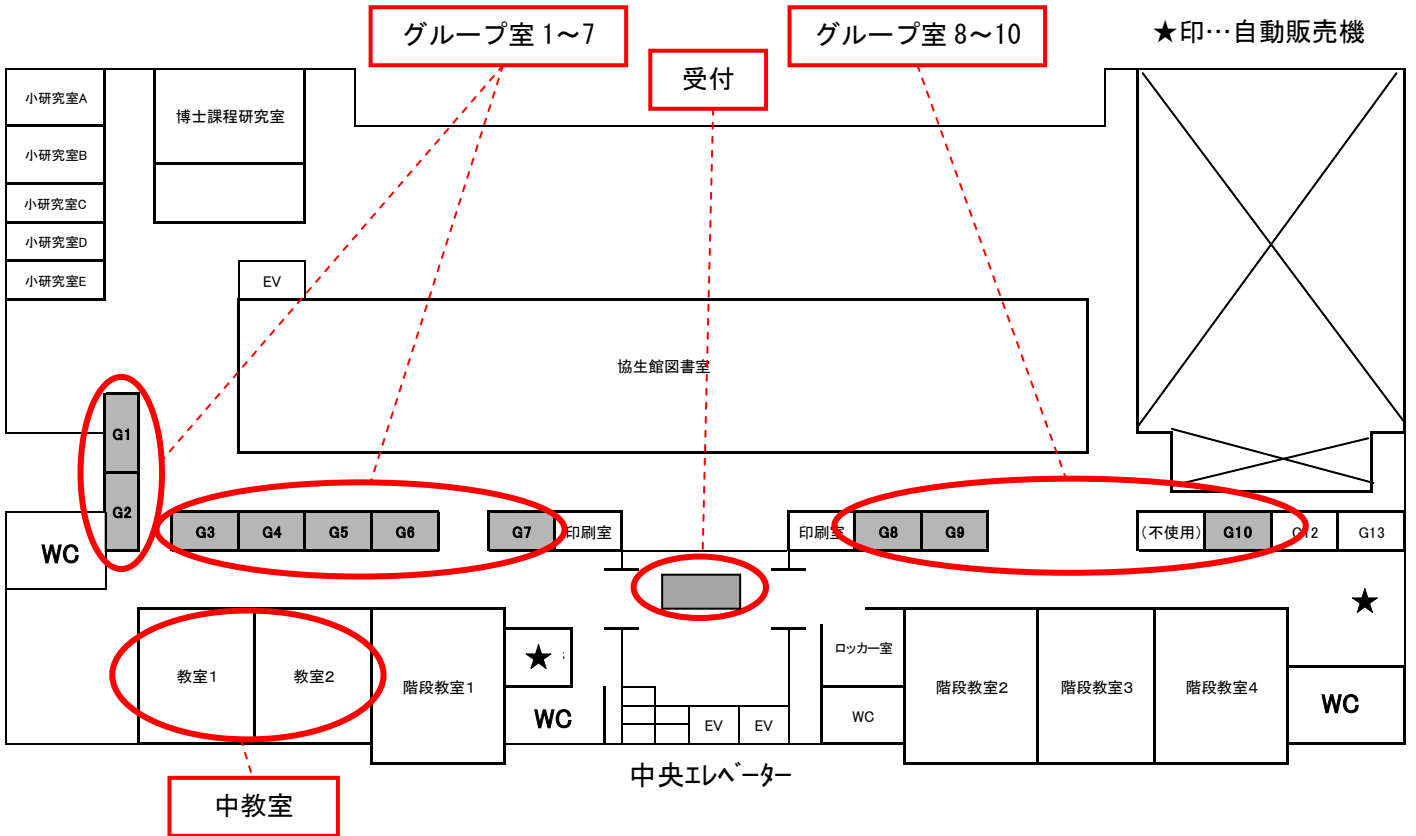 グループ室 1~7
グループ室 8~10
★印…自動販売機
受付
小研究室A
博士課程研究室
小研究室B
小研究室C
小研究室D
小研究室E
EV
協生館図書室
G1
G2
G3
G4
G5
G6
G7
印刷室
印刷室
G8
G9
(不使用)
G10
G12
G13
WC
★
教室1
教室2
階段教室1
★
WC
ロッカー室
WC
階段教室2
階段教室3
階段教室4
WC
EV
EV
中央エレベーター
中教室